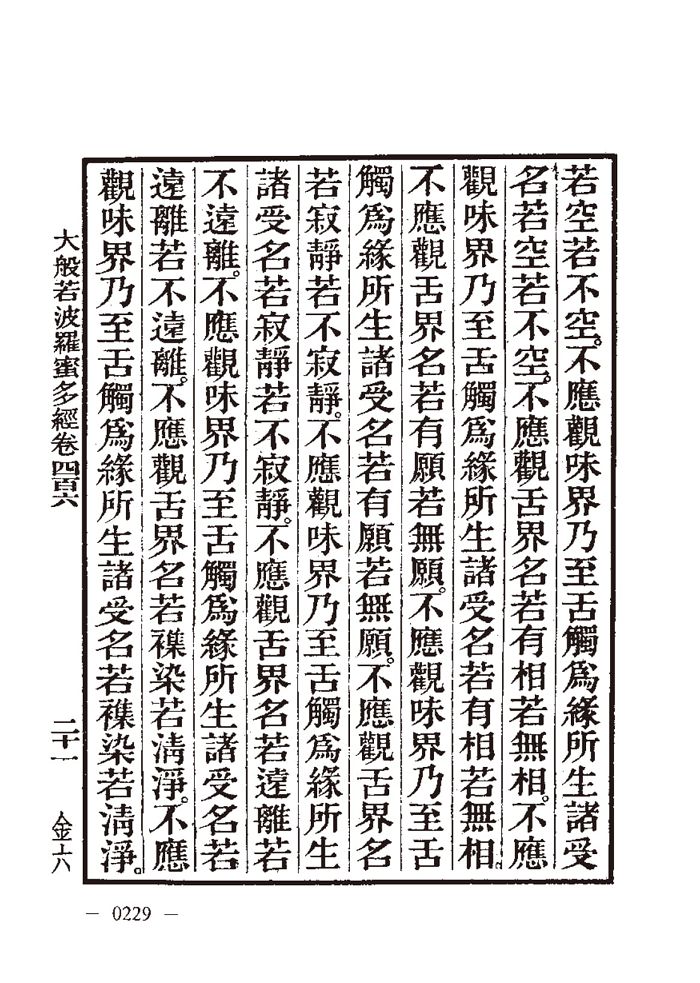 若空若不空。不應觀味界乃至舌觸爲緣所生諸受
名若空若不空。不應觀舌界名若有相若無相。不應
觀味界乃至舌觸爲緣所生諸受名若有相若無相。
不應觀舌界名若有願若無願。不應觀味界乃至舌
觸爲緣所生諸受名若有願若無願。不應觀舌界名
若寂靜若不寂靜。不應觀味界乃至舌觸爲緣所生
諸受名若寂靜若不寂靜。不應觀舌界名若遠離若
不遠離。不應觀味界乃至舌觸爲緣所生諸受名若
遠離若不遠離。不應觀舌界名若襍染若淸淨。不應
觀味界乃至舌觸爲緣所生諸受名若襍染若淸淨。
大般若波羅蜜多經卷四百六 二十一 金十六
— 0229 —